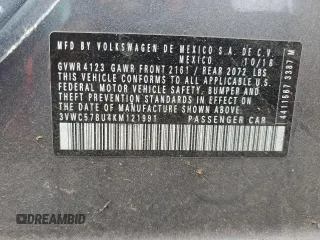 MFD. BY VOLKSWAGEN DE MEXICO S.A. DE C.V.
MEXICO 10/18
GVWR 4123 GAWR FRONT 2161 / REAR 2072 LBS
THIS VEHICLE CONFORMS TO ALL APPLICABLE U.S.
FEDERAL MOTOR VEHICLE SAFETY, BUMPER AND
THEFT PREVENTION STANDARDS IN EFFECT
ON THE DATE OF MANUFACTURE SHOWN ABOVE.
3VWC57BU4KM121991 PASSENGER CAR
4411567 3387 M
DREAMBID